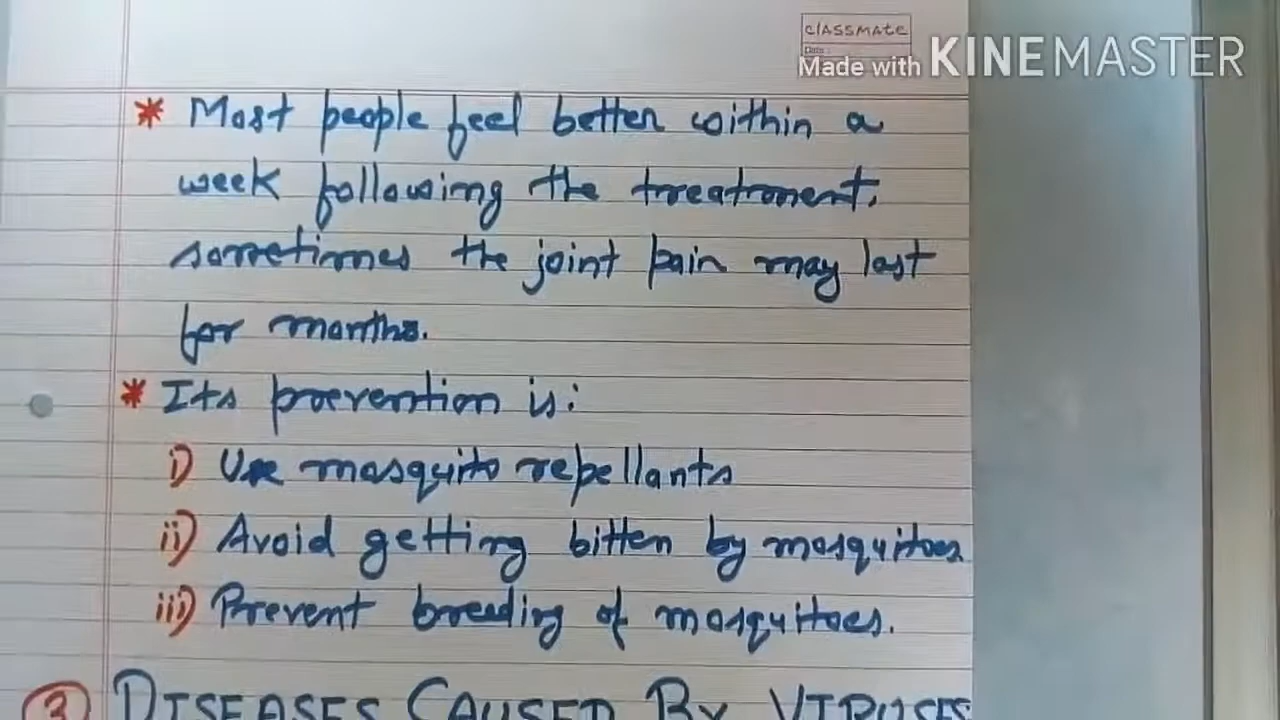 classmate
Date :
Made with KINEMASTER
* Most people feel better within a
week following the treatment.
sometimes the joint pain may last
for months.
* Its prevention is:
i) Use mosquito repellants
ii) Avoid getting bitten by mosquitoes.
iii) Prevent breeding of mosquitoes.
3 DISEASES CAUSED BY VIRUSES